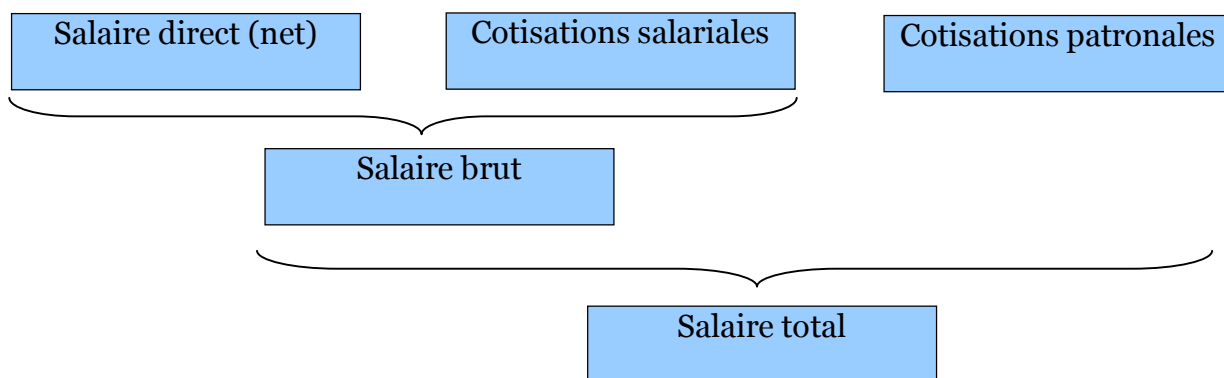 Salaire direct (net)
Cotisations salariales
Cotisations patronales
Salaire brut
Salaire total